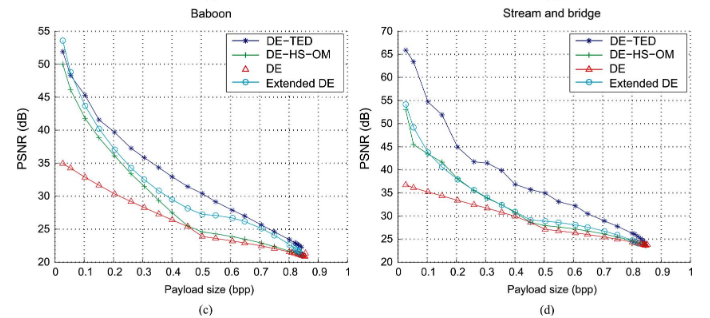 Baboon
55
50
45
40
35
30
25
20
PSNR (dB)
DE−TED
DE−HS−OM
DE
Extended DE
0 0.1 0.2 0.3 0.4 0.5 0.6 0.7 0.8 0.9 1
Payload size (bpp)
(c)
Stream and bridge
70
65
60
55
50
45
40
35
30
25
20
PSNR (dB)
DE−TED
DE−HS−OM
DE
Extended DE
0 0.1 0.2 0.3 0.4 0.5 0.6 0.7 0.8 0.9 1
Payload size (bpp)
(d)